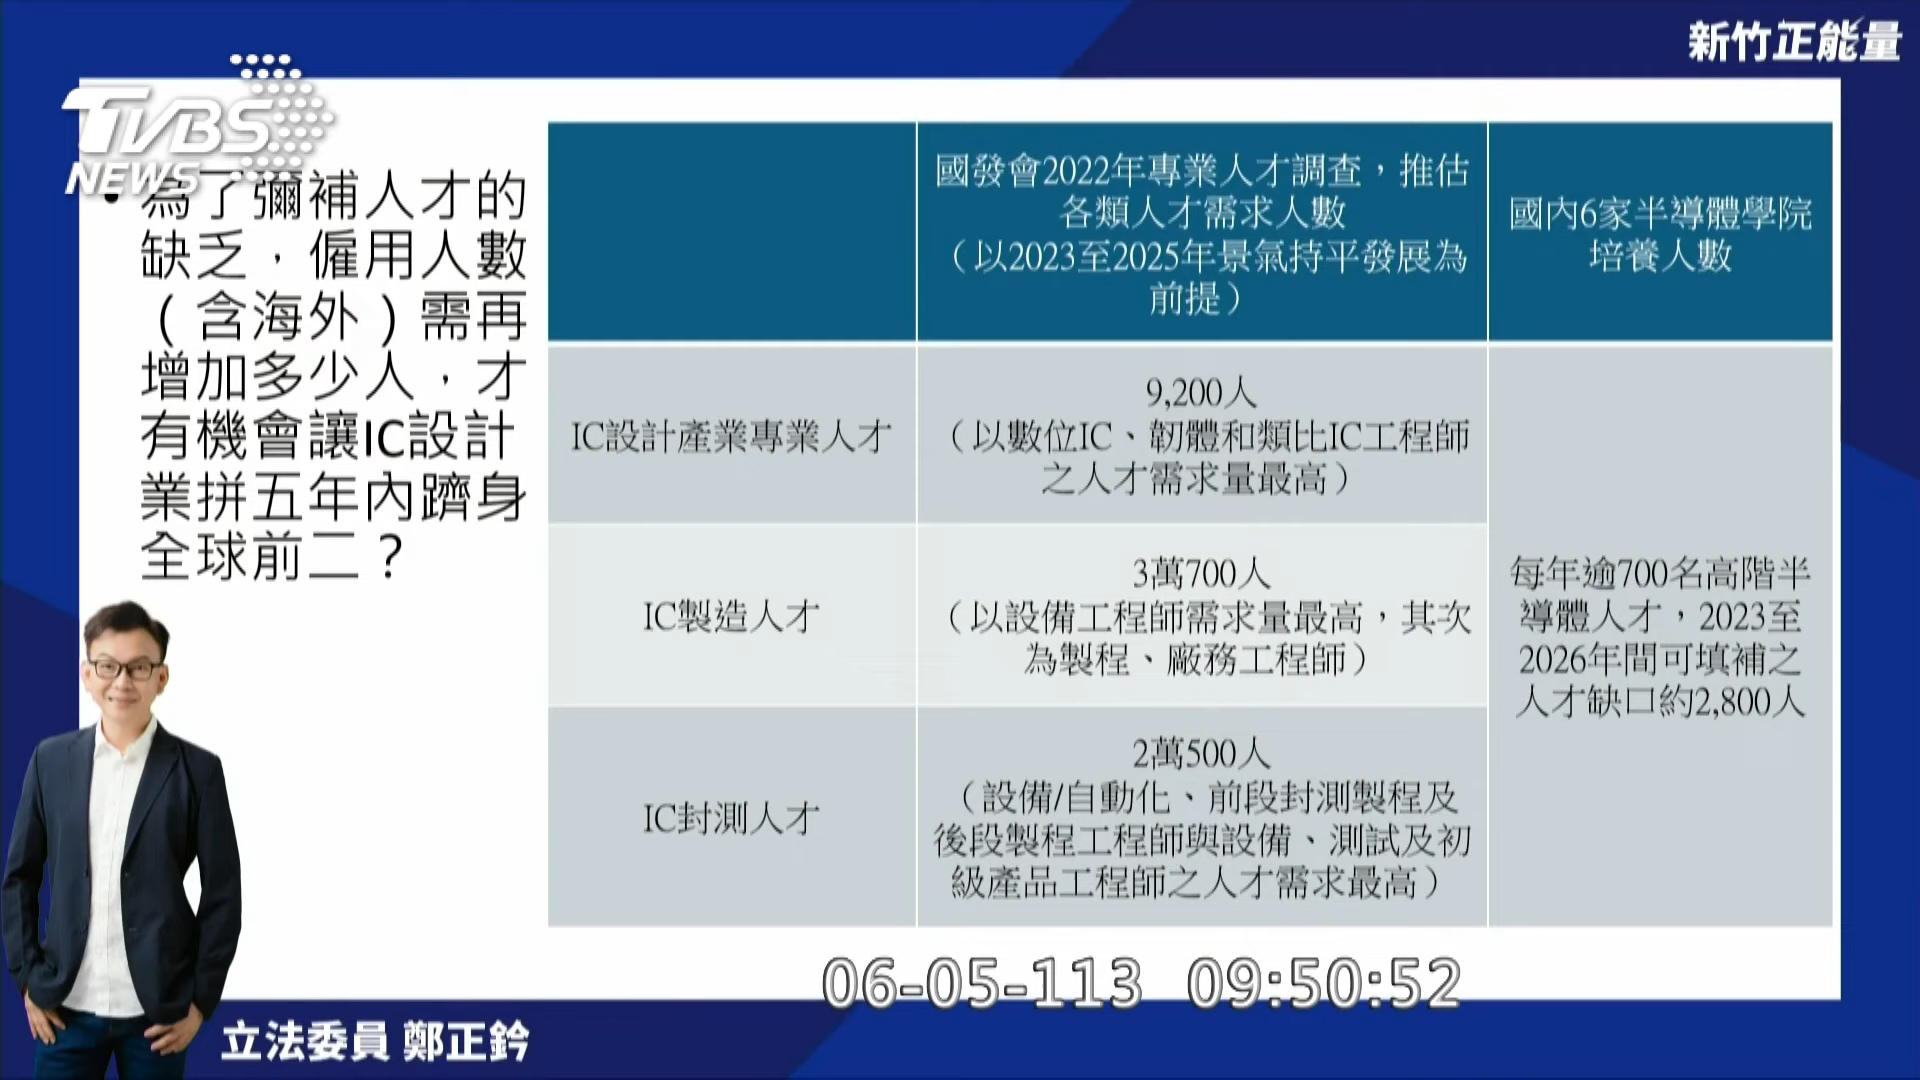 新竹正能量
TVBS
NEWS
• 為了彌補人才的
缺乏，僱用人數
（含海外）需再
增加多少人，才
有機會讓IC設計
業拼五年內躋身
全球前二？
國發會2022年專業人才調查，推估
各類人才需求人數
（以2023至2025年景氣持平發展為
前提）
國內6家半導體學院
培養人數
IC設計產業專業人才
9,200人
（以數位IC、韌體和類比IC工程師
之人才需求量最高）
IC製造人才
3萬700人
（以設備工程師需求量最高，其次
為製程、廠務工程師）
IC封測人才
2萬500人
（設備/自動化、前段封測製程及
後段製程工程師與設備、測試及初
級產品工程師之人才需求最高）
每年逾700名高階半
導體人才，2023至
2026年間可填補之
人才缺口約2,800人
06-05-113 09:50:52
立法委員 鄭正鈐